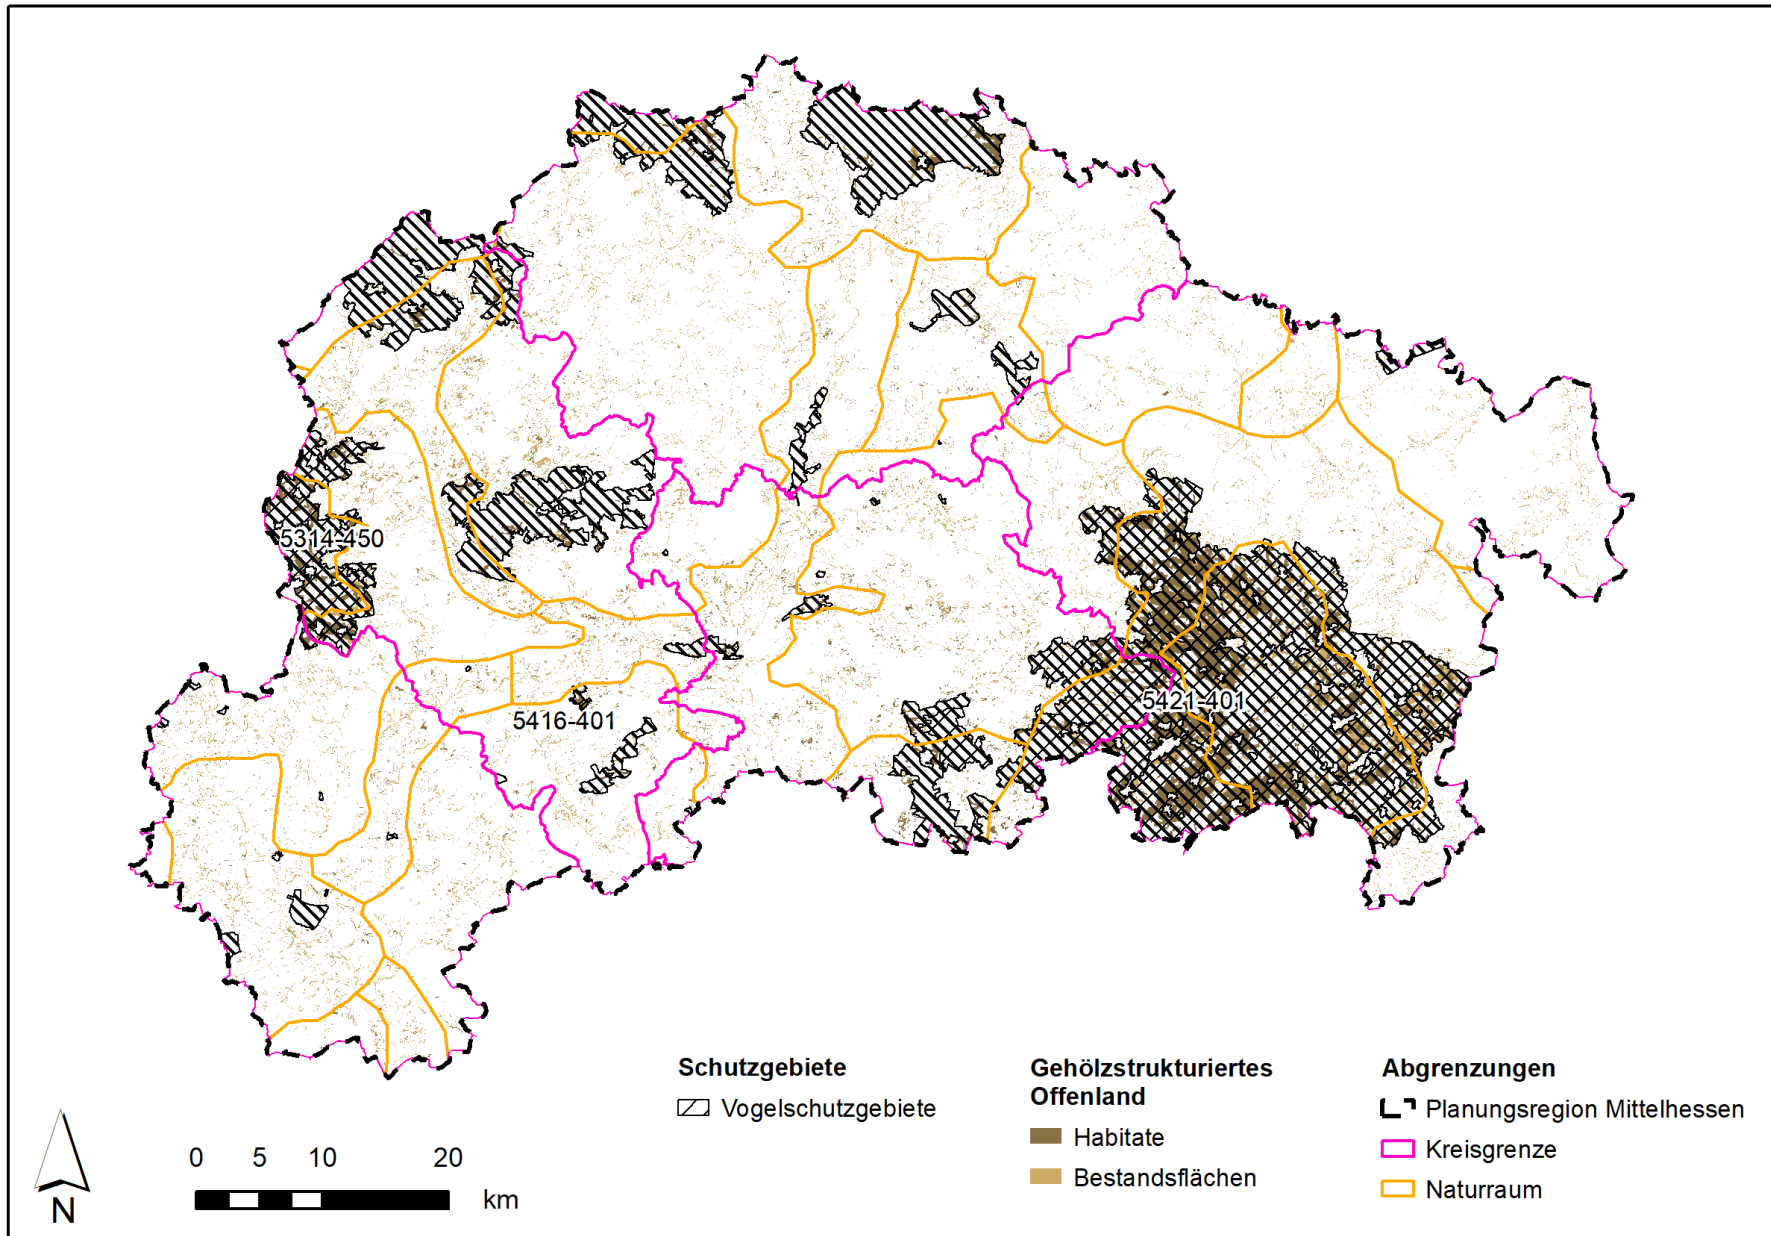 5314-450
5421-401
5416-401
Schutzgebiete
Vogelschutzgebiete
Gehölzstrukturiertes
Offenland
Habitate
Bestandsflächen
Abgrenzungen
Planungsregion Mittelhessen
Kreisgrenze
Naturraum
0 5 10 20
km
N